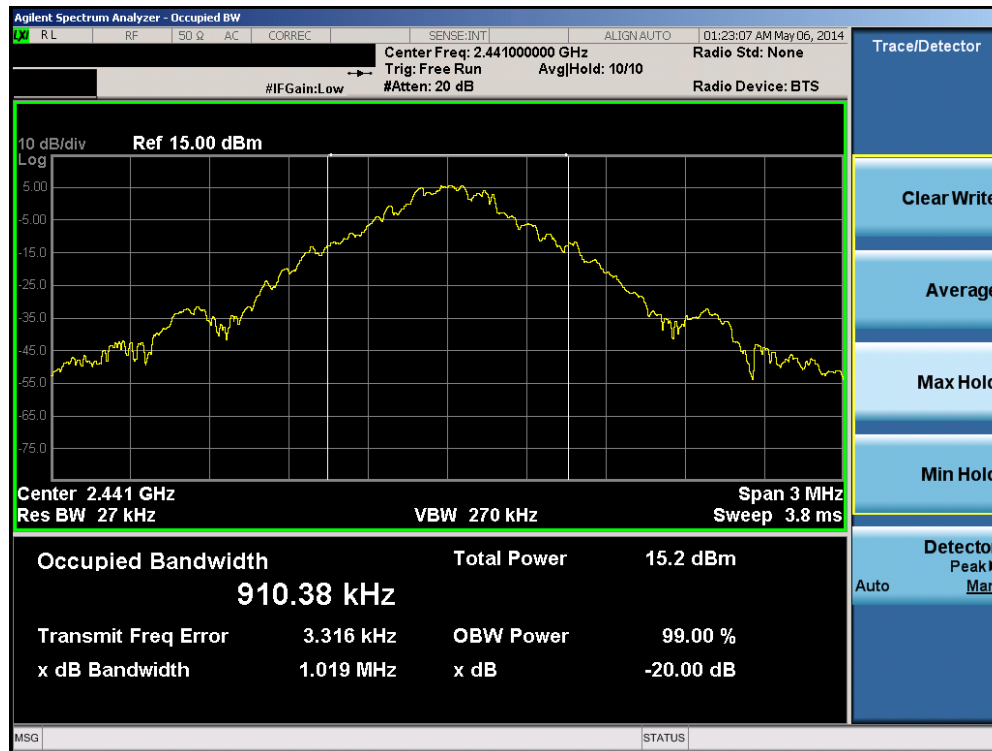 Agilent Spectrum Analyzer - Occupied BW
LXI RL RF 50 Ω AC CORREC SENSE:INT ALIGN AUTO 01:23:07 AM May 06, 2014
Center Freq: 2.441000000 GHz Radio Std: None
Trig: Free Run Avg|Hold: 10/10
#IFGain:Low #Atten: 20 dB Radio Device: BTS
Trace/Detector
10 dB/div Ref 15.00 dBm
Log
5.00
-5.00
-15.0
-25.0
-35.0
-45.0
-55.0
-65.0
-75.0
Center 2.441 GHz Span 3 MHz
Res BW 27 kHz VBW 270 kHz Sweep 3.8 ms
Occupied Bandwidth Total Power 15.2 dBm
910.38 kHz
Transmit Freq Error 3.316 kHz OBW Power 99.00 %
x dB Bandwidth 1.019 MHz x dB -20.00 dB
Clear Write
Average
Max Hold
Min Hold
Detector
Peak
Auto Man
MSG STATUS